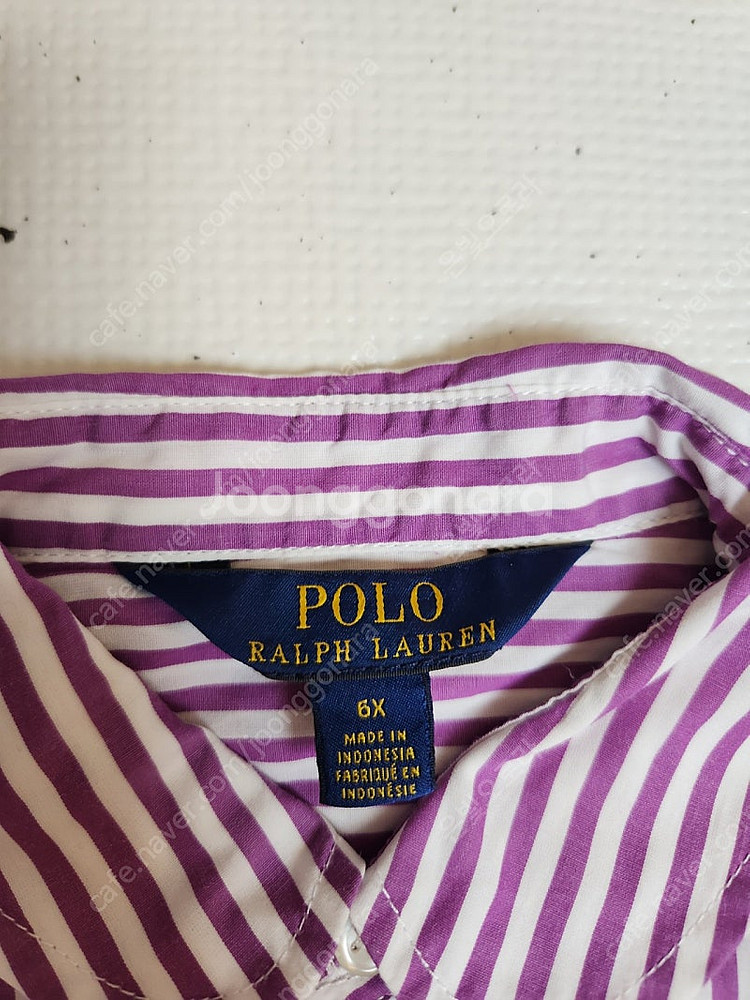 joonggonara
POLO
RALPH LAUREN
6X
MADE IN
INDONESIA
FABRIQUÉ EN
INDONÉSIE
cafe.naver.com/joonggonara